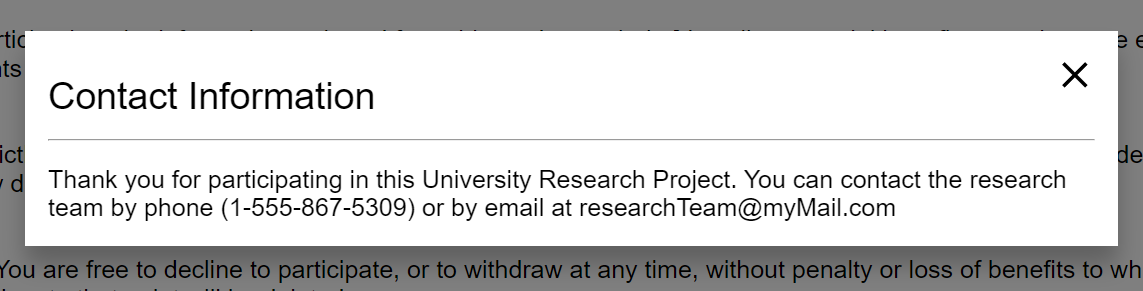 Contact Information
Thank you for participating in this University Research Project. You can contact the research
team by phone (1-555-867-5309) or by email at researchTeam@myMail.com
You are free to decline to participate, or to withdraw at any time, without penalty or loss of benefits to